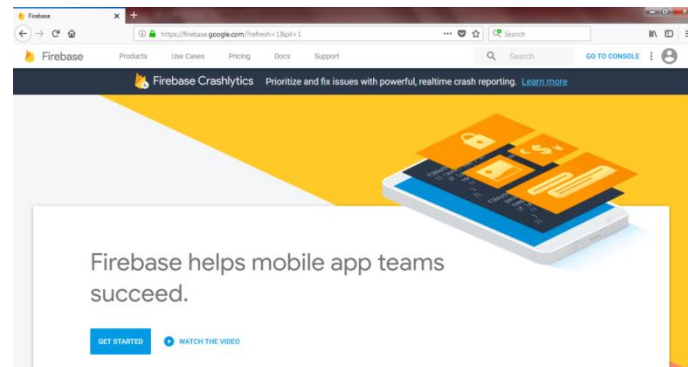 Firebase
https://firebase.google.com/?refresh=1&pli=1
Search
Firebase
Products Use Cases Pricing Docs Support
Search
GO TO CONSOLE
Firebase Crashlytics Prioritize and fix issues with powerful, realtime crash reporting. Learn more
Firebase helps mobile app teams
succeed.
GET STARTED
WATCH THE VIDEO